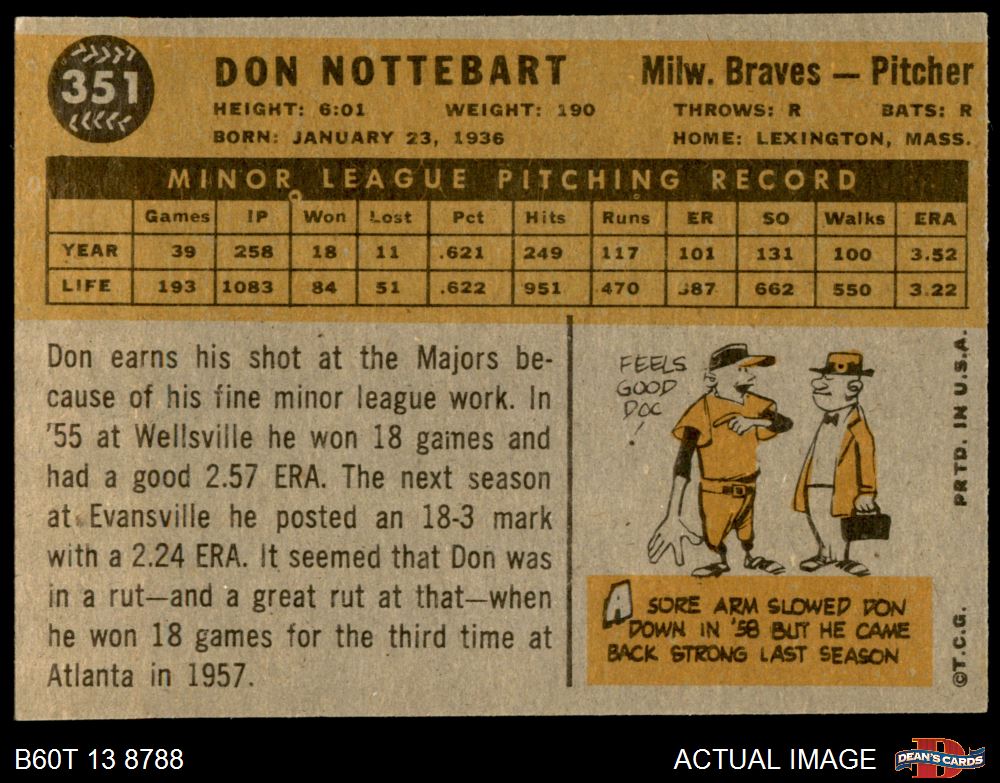 351
DON NOTTEBART
Milw. Braves — Pitcher
HEIGHT: 6:01 WEIGHT: 190 THROWS: R BATS: R
BORN: JANUARY 23, 1936 HOME: LEXINGTON, MASS.
MINOR LEAGUE PITCHING RECORD
Games IP Won Lost Pct Hits Runs ER SO Walks ERA
YEAR 39 258 18 11 .621 249 117 101 131 100 3.52
LIFE 193 1083 84 51 .622 951 470 387 662 550 3.22
Don earns his shot at the Majors be-
cause of his fine minor league work. In
'55 at Wellsville he won 18 games and
had a good 2.57 ERA. The next season
at Evansville he posted an 18-3 mark
with a 2.24 ERA. It seemed that Don was
in a rut—and a great rut at that—when
he won 18 games for the third time at
Atlanta in 1957.
FEELS
GOOD
DOC
!
A SORE ARM SLOWED DON
DOWN IN '58 BUT HE CAME
BACK STRONG LAST SEASON
©T.C.G. PRTD. IN U.S.A.
B60T 13 8788
ACTUAL IMAGE
DEAN'S CARDS